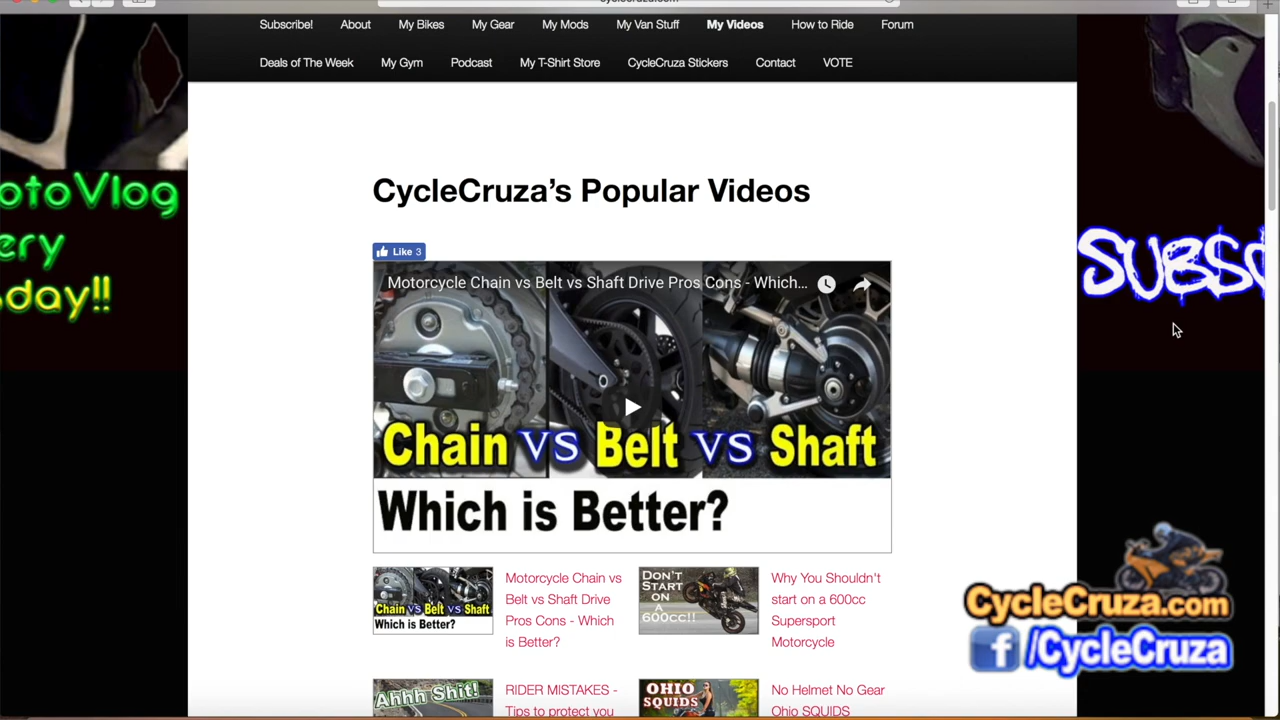 cyclecruza.com
Subscribe! About My Bikes My Gear My Mods My Van Stuff My Videos How to Ride Forum
Deals of The Week My Gym Podcast My T-Shirt Store CycleCruza Stickers Contact VOTE
otoVlog
ery
day!!
SUBSC
CycleCruza's Popular Videos
Like 3
Motorcycle Chain vs Belt vs Shaft Drive Pros Cons - Which...
Chain vs Belt vs Shaft
Which is Better?
Chain vs Belt vs Shaft
Which is Better?
Motorcycle Chain vs
Belt vs Shaft Drive
Pros Cons - Which
is Better?
DON'T
START
ON
A
600cc!!
Why You Shouldn't
start on a 600cc
Supersport
Motorcycle
Ahhh Shit!
RIDER MISTAKES -
Tips to protect you
OHIO
SQUIDS
No Helmet No Gear
Ohio SQUIDS
CycleCruza.com
f /CycleCruza